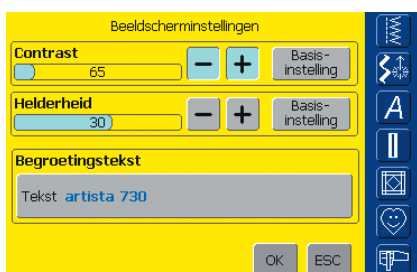 Beeldscherminstellingen
Contrast
65
Basis-
instelling
Helderheid
30
Basis-
instelling
Begroetingstekst
Tekst artista 730
OK ESC
A